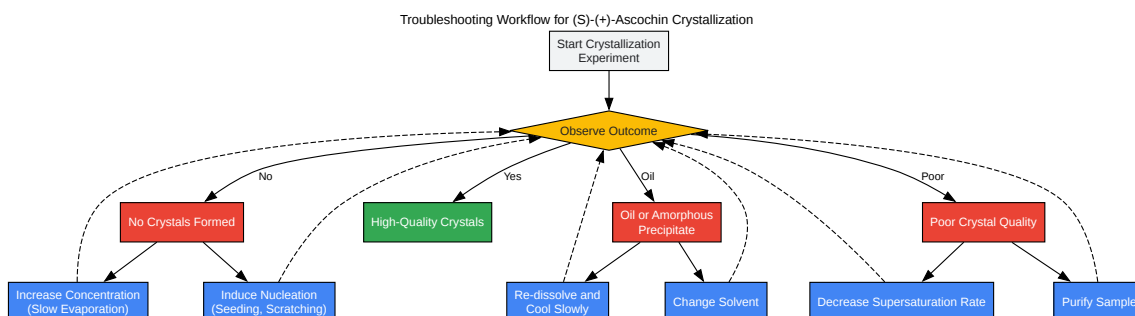 Troubleshooting Workflow for (S)-(+)-Ascochin Crystallization
Start Crystallization
Experiment
Observe Outcome
No
Yes
Oil
Poor
No Crystals Formed
High-Quality Crystals
Oil or Amorphous
Precipitate
Poor Crystal Quality
Increase Concentration
(Slow Evaporation)
Induce Nucleation
(Seeding, Scratching)
Re-dissolve and
Cool Slowly
Change Solvent
Decrease Supersaturation Rate
Purify Sample